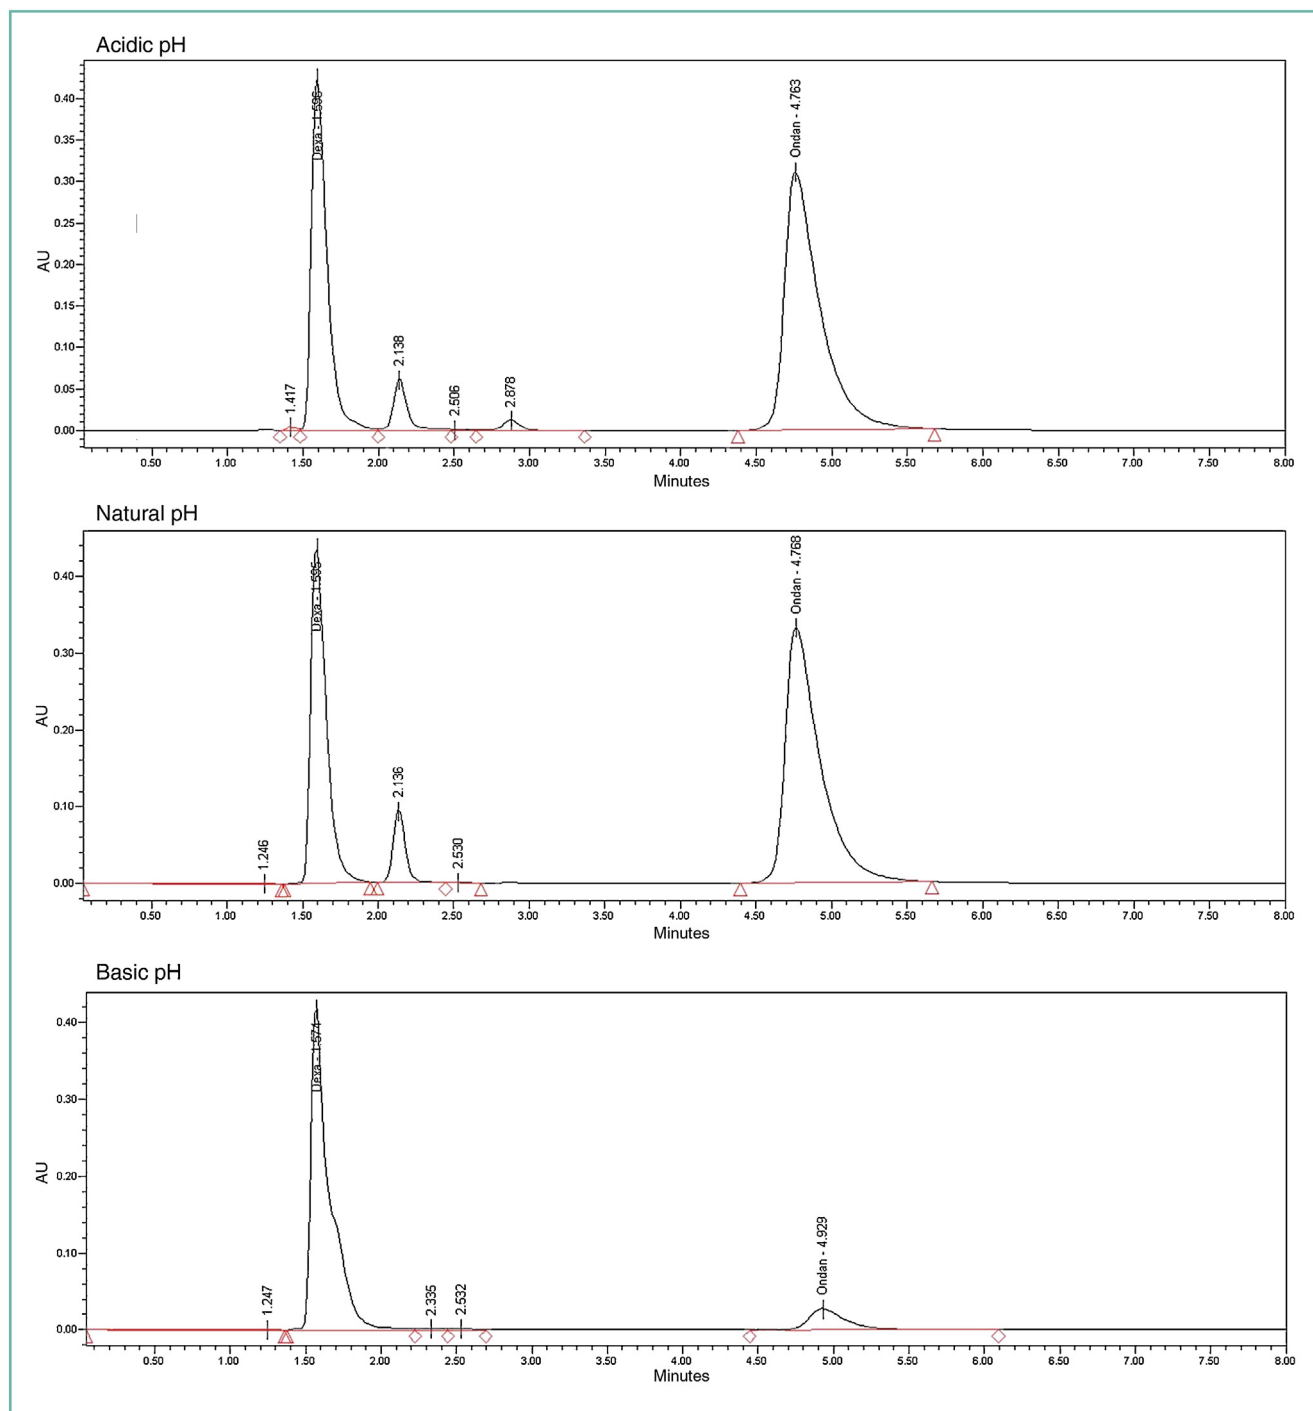 Acidic pH
Dexa - 1.596
Ondan - 4.763
1.417
2.138
2.506
2.878
AU
0.40
0.35
0.30
0.25
0.20
0.15
0.10
0.05
0.00
0.50 1.00 1.50 2.00 2.50 3.00 3.50 4.00 4.50 5.00 5.50 6.00 6.50 7.00 7.50 8.00
Minutes
Natural pH
Dexa - 1.595
Ondan - 4.768
1.246
2.136
2.530
AU
0.40
0.30
0.20
0.10
0.00
0.50 1.00 1.50 2.00 2.50 3.00 3.50 4.00 4.50 5.00 5.50 6.00 6.50 7.00 7.50 8.00
Minutes
Basic pH
Dexa - 1.574
Ondan - 4.929
1.247
2.335
2.532
AU
0.40
0.30
0.20
0.10
0.00
0.50 1.00 1.50 2.00 2.50 3.00 3.50 4.00 4.50 5.00 5.50 6.00 6.50 7.00 7.50 8.00
Minutes